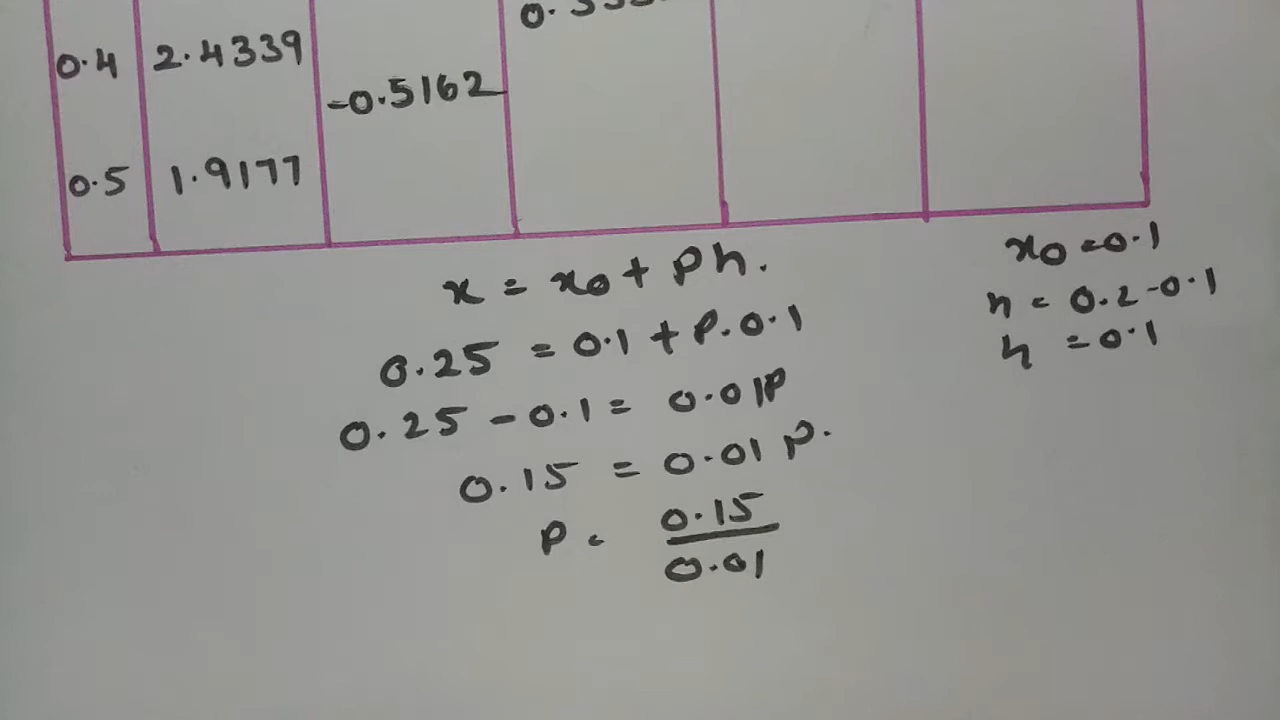 0.4 2.4339
-0.5162
0.5 1.9177
x = x0 + Ph.
0.25 = 0.1 + P.0.1
0.25 - 0.1 = 0.01P
0.15 = 0.01 P.
P = 0.15/0.01
x0 = 0.1
h = 0.2 - 0.1
h = 0.1